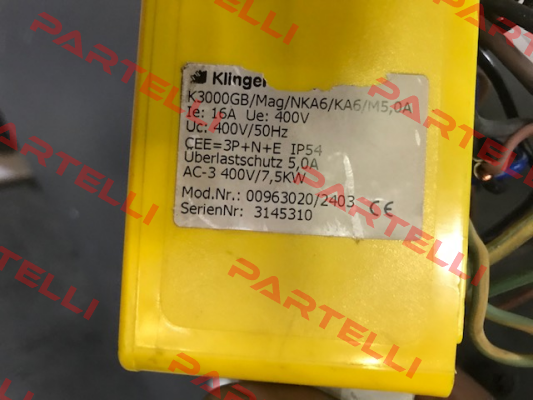 Klinger
K3000GB/Mag/NKA6/KA6/M5,0A
Ie: 16A Ue: 400V
Uc: 400V/50Hz
CEE=3P+N+E IP54
Überlastschutz 5,0A
AC-3 400V/7,5KW
Mod.Nr.: 00963020/2403 CE
SerienNr: 3145310
PARTELLI
PARTELLI
PARTELLI
PARTELLI
PARTELLI